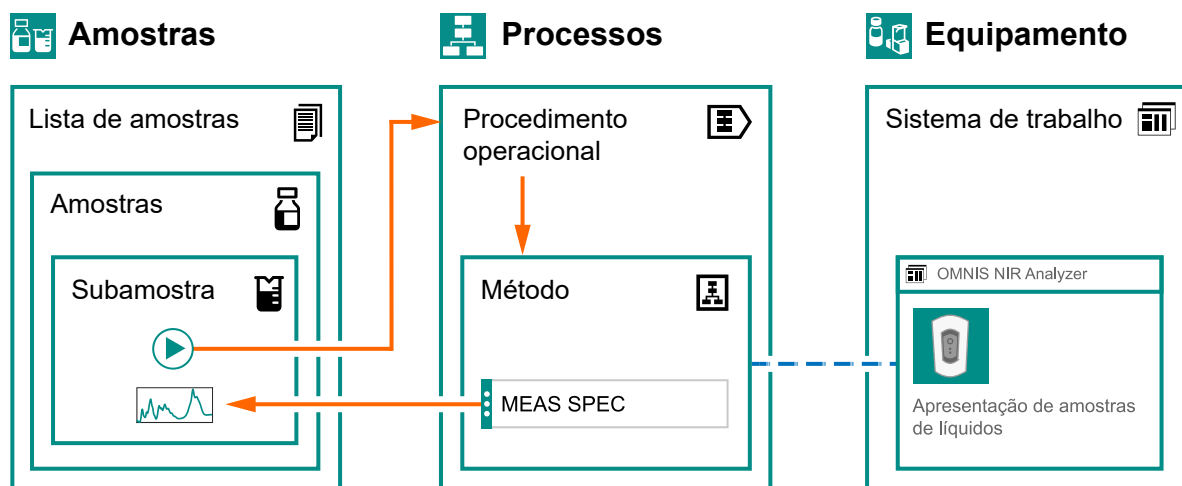 Amostras
Lista de amostras
Amostras
Subamostra
Processos
Procedimento
operacional
Método
MEAS SPEC
Equipamento
Sistema de trabalho
OMNIS NIR Analyzer
Apresentação de amostras
de líquidos